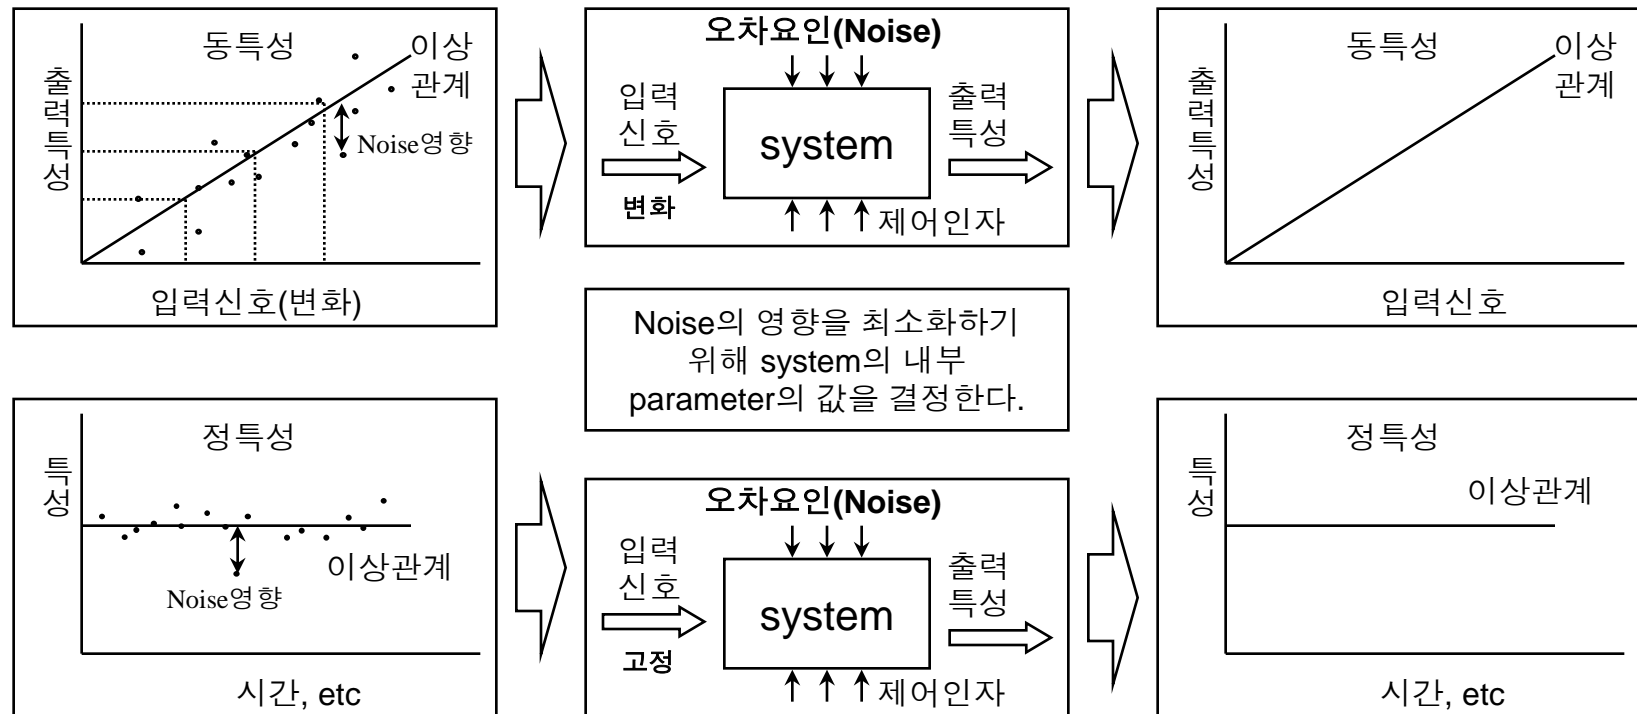 동특성
이상
관계
출력특성
Noise영향
입력신호(변화)
오차요인(Noise)
입력
신호
변화
system
출력
특성
제어인자
동특성
이상
관계
출력특성
입력신호
Noise의 영향을 최소화하기
위해 system의 내부
parameter의 값을 결정한다.
정특성
특성
이상관계
Noise영향
시간, etc
오차요인(Noise)
입력
신호
고정
system
출력
특성
제어인자
정특성
특성
이상관계
시간, etc